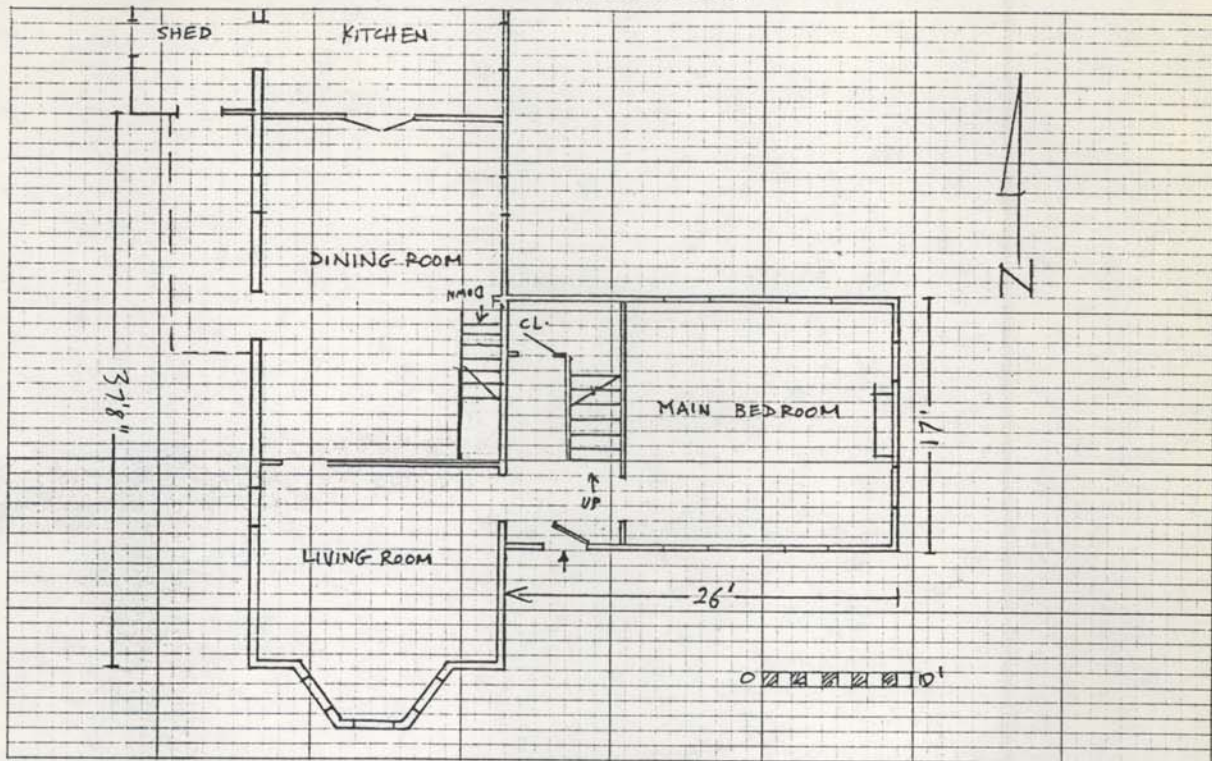 SHED
KITCHEN
DINING ROOM
DOWN
CL.
MAIN BEDROOM
37'8"
17'
N
UP
LIVING ROOM
26'
0 10'